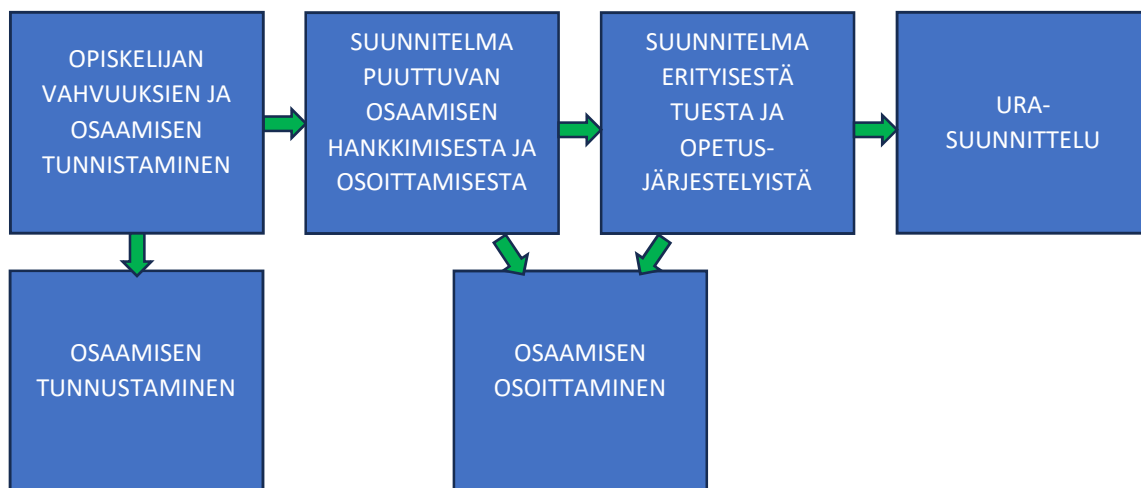 OPISKELIJAN
VAHVUUKSIEN JA
OSAAMISEN
TUNNISTAMINEN
SUUNNITELMA
PUUTTUVAN
OSAAMISEN
HANKKIMISESTA JA
OSOITTAMISESTA
SUUNNITELMA
ERITYISESTÄ
TUESTA JA
OPETUS-
JÄRJESTELYISTÄ
URA-
SUUNNITTELU
OSAAMISEN
TUNNUSTAMINEN
OSAAMISEN
OSOITTAMINEN